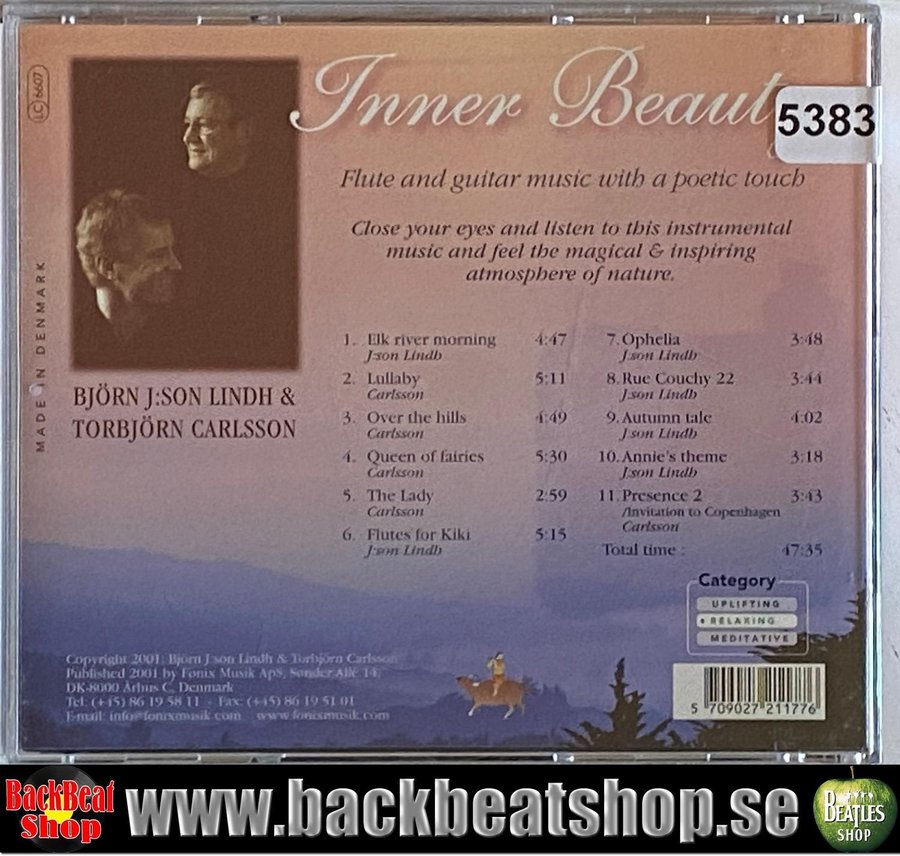 LC 6607
MADE IN DENMARK
Inner Beaut
5383
Flute and guitar music with a poetic touch
Close your eyes and listen to this instrumental
music and feel the magical & inspiring
atmosphere of nature.
BJÖRN J:SON LINDH &
TORBJÖRN CARLSSON
1. Elk river morning 4:47
J:son Lindh
2. Lullaby 5:11
Carlsson
3. Over the hills 4:49
Carlsson
4. Queen of fairies 5:30
Carlsson
5. The Lady 2:59
Carlsson
6. Flutes for Kiki 5:15
J:son Lindh
7. Ophelia 3:48
J:son Lindh
8. Rue Couchy 22 3:44
J:son Lindh
9. Autumn tale 4:02
J:son Lindh
10. Annie's theme 3:18
J:son Lindh
11. Presence 2 3:43
/Invitation to Copenhagen
Carlsson
Total time : 47:35
Category
UPLIFTING
• RELAXING
MEDITATIVE
Copyright 2001: Björn J:son Lindh & Torbjörn Carlsson
Published 2001 by Fønix Musik ApS, Sønder Allé 14,
DK-8000 Århus C, Denmark
Tel: (+45) 86 19 58 11 · Fax: (+45) 86 19 51 01
E-mail: info@fonixmusik.com www.fonixmusik.com
5 709027 211776
BackBeat
Shop
www.backbeatshop.se
BEATLES
SHOP